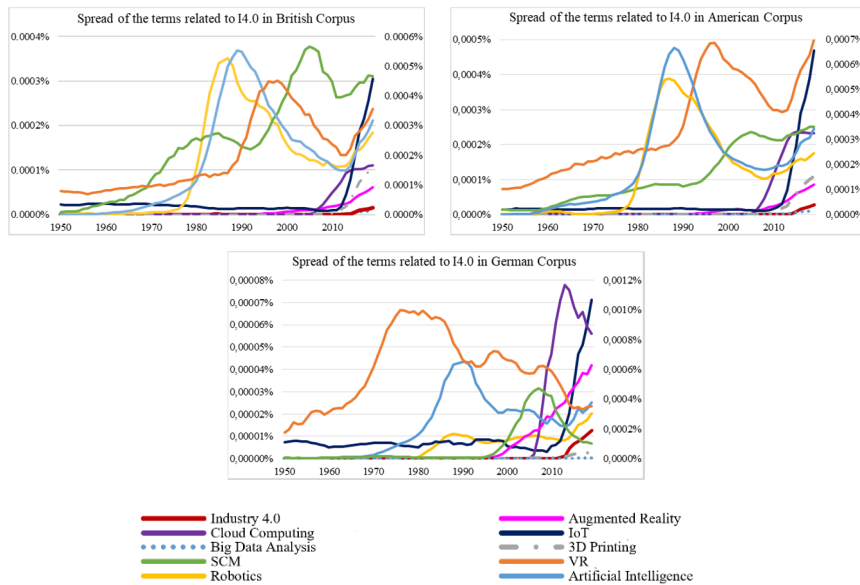 Spread of the terms related to I4.0 in British Corpus
0.0004%
0.0003%
0.0002%
0.0001%
0.0000%
0.0006%
0.0005%
0.0004%
0.0003%
0.0002%
0.0001%
0.0000%
1950 1960 1970 1980 1990 2000 2010
Spread of the terms related to I4.0 in American Corpus
0,0005%
0,0004%
0,0003%
0,0002%
0,0001%
0,0000%
0,0007%
0,0006%
0,0005%
0,0004%
0,0003%
0,0002%
0,0001%
0,0000%
1950 1960 1970 1980 1990 2000 2010
Spread of the terms related to I4.0 in German Corpus
0,00008%
0,00007%
0,00006%
0,00005%
0,00004%
0,00003%
0,00002%
0,00001%
0,00000%
0,0012%
0,0010%
0,0008%
0,0006%
0,0004%
0,0002%
0,0000%
1950 1960 1970 1980 1990 2000 2010
Industry 4.0
Cloud Computing
Big Data Analysis
SCM
Robotics
Augmented Reality
IoT
3D Printing
VR
Artificial Intelligence